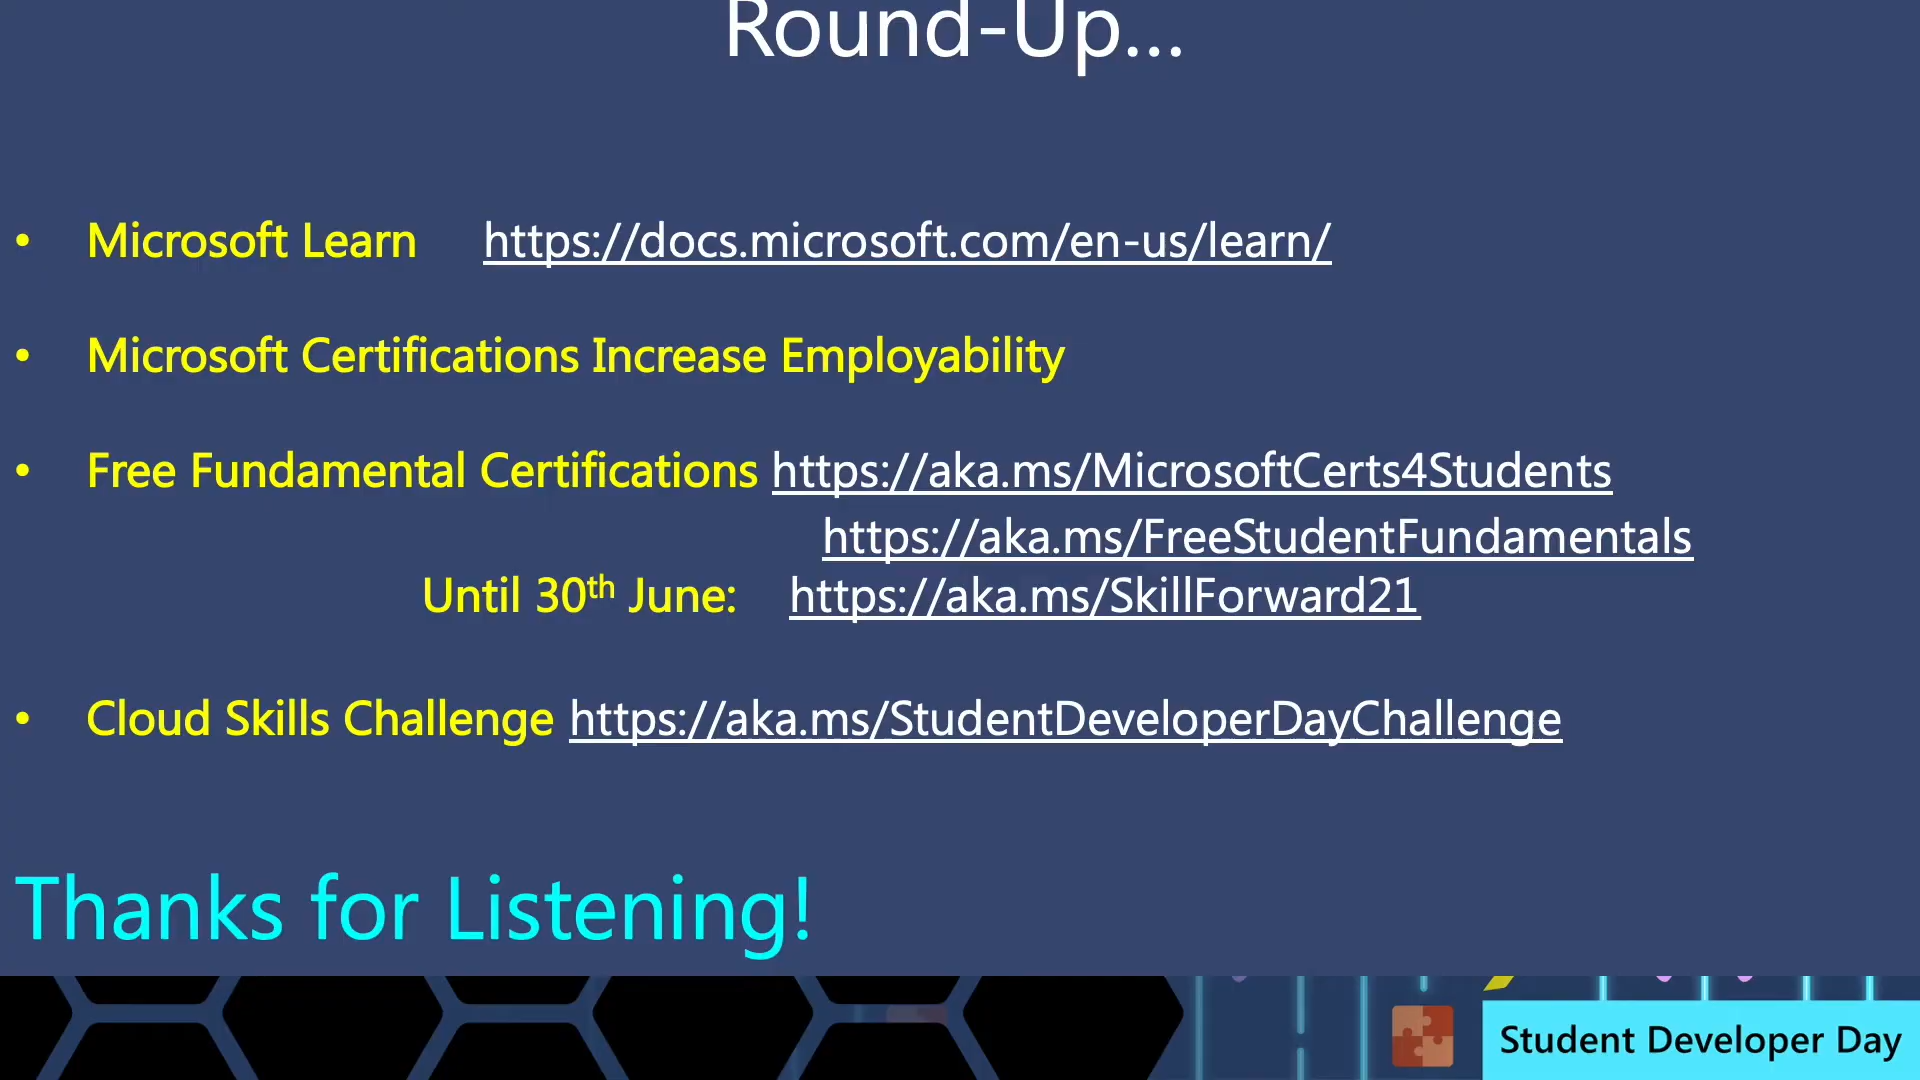 Round-Up...
• Microsoft Learn https://docs.microsoft.com/en-us/learn/
• Microsoft Certifications Increase Employability
• Free Fundamental Certifications https://aka.ms/MicrosoftCerts4Students
https://aka.ms/FreeStudentFundamentals
Until 30th June: https://aka.ms/SkillForward21
• Cloud Skills Challenge https://aka.ms/StudentDeveloperDayChallenge
Thanks for Listening!
Student Developer Day